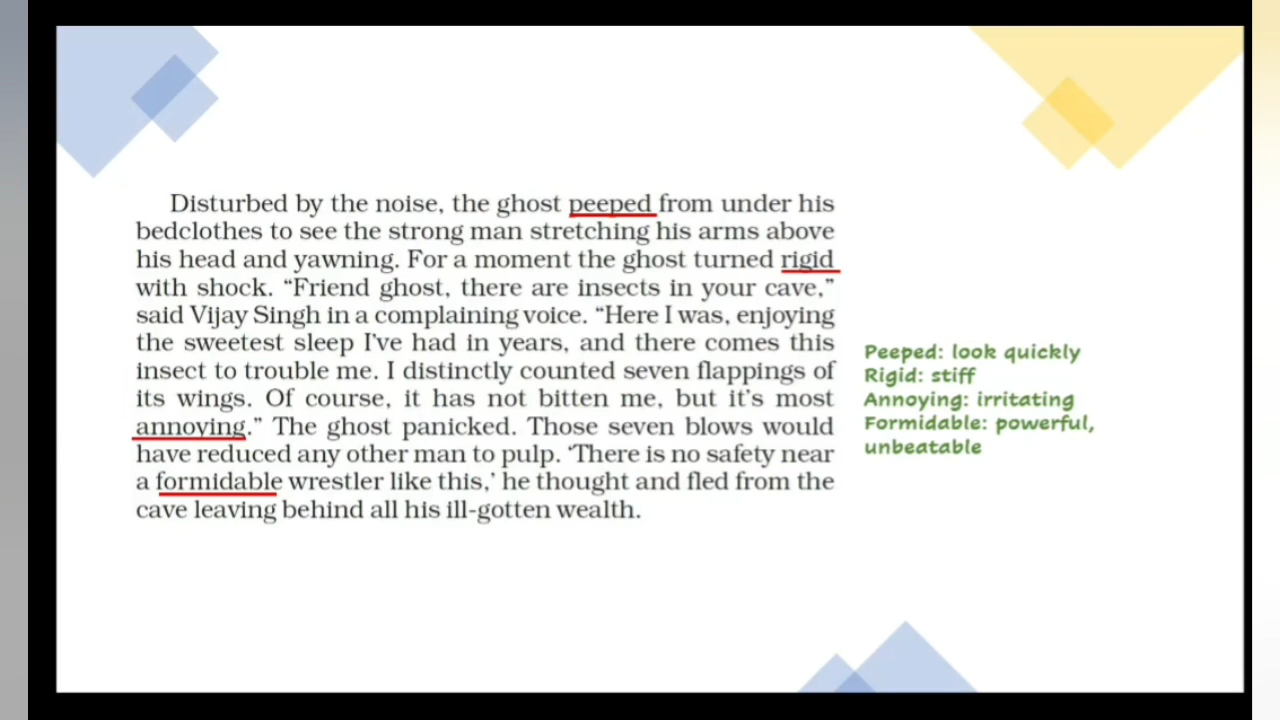 Disturbed by the noise, the ghost peeped from under his
bedclothes to see the strong man stretching his arms above
his head and yawning. For a moment the ghost turned rigid
with shock. “Friend ghost, there are insects in your cave,”
said Vijay Singh in a complaining voice. “Here I was, enjoying
the sweetest sleep I’ve had in years, and there comes this
insect to trouble me. I distinctly counted seven flappings of
its wings. Of course, it has not bitten me, but it’s most
annoying.” The ghost panicked. Those seven blows would
have reduced any other man to pulp. ‘There is no safety near
a formidable wrestler like this,’ he thought and fled from the
cave leaving behind all his ill-gotten wealth.
Peeped: look quickly
Rigid: stiff
Annoying: irritating
Formidable: powerful,
unbeatable